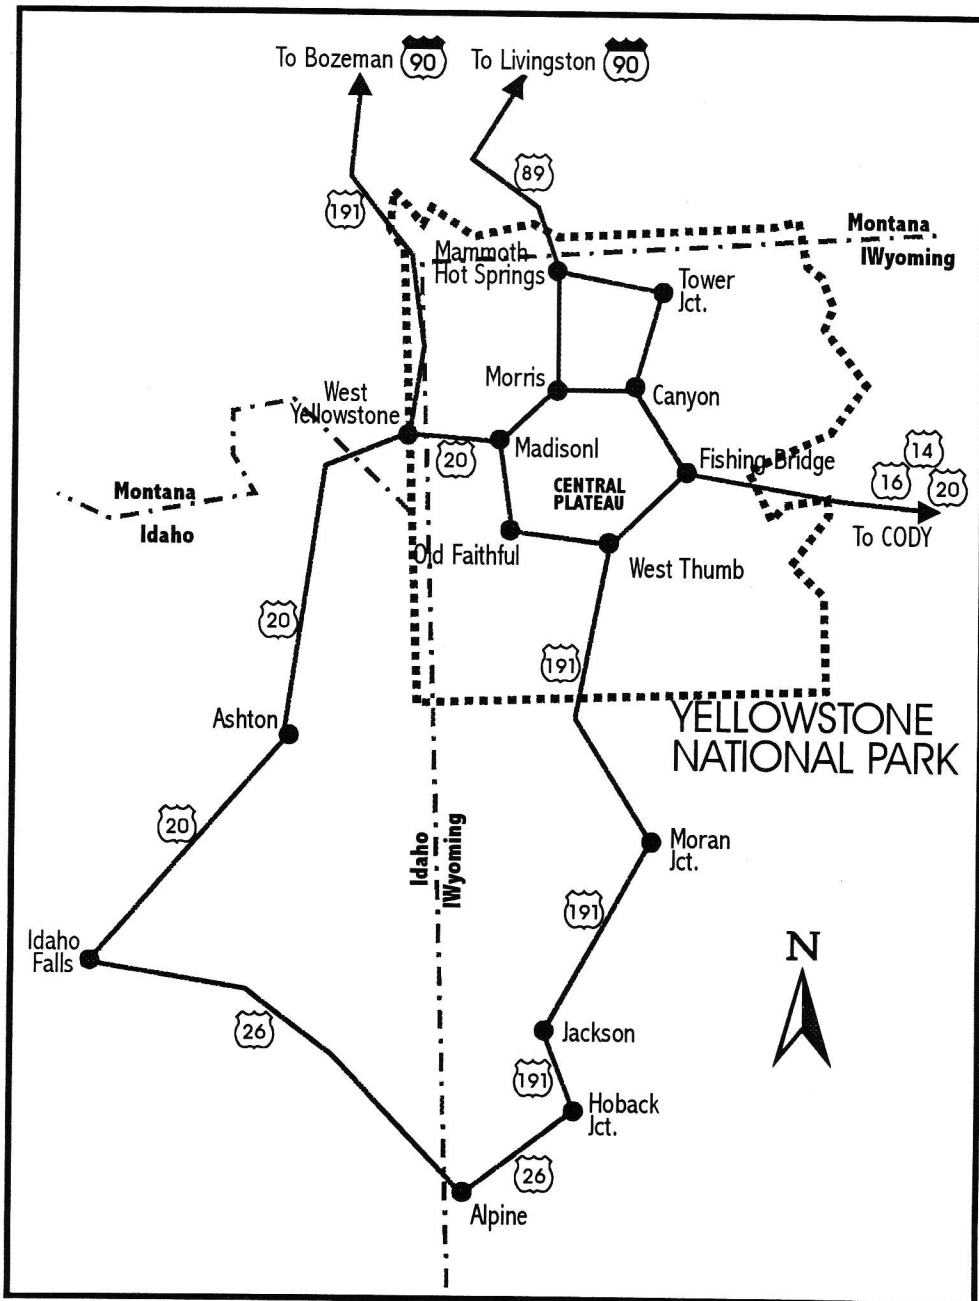 To Bozeman 90
To Livingston 90
89
191
Montana
IWyoming
Mammoth
Hot Springs
Tower
Jct.
Morris
Canyon
West
Yellowstone
20
Madisonl
Fishing Bridge
14
16
20
CENTRAL
PLATEAU
To CODY
Montana
Idaho
Old Faithful
West Thumb
20
191
YELLOWSTONE
NATIONAL PARK
Ashton
20
Idaho
IWyoming
Moran
Jct.
191
Idaho
Falls
N
26
Jackson
191
Hoback
Jct.
26
Alpine